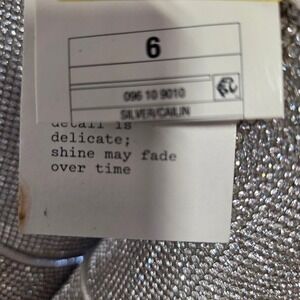 6
096 10 9010
SILVER/CAILIN
detail is
delicate;
shine may fade
over time